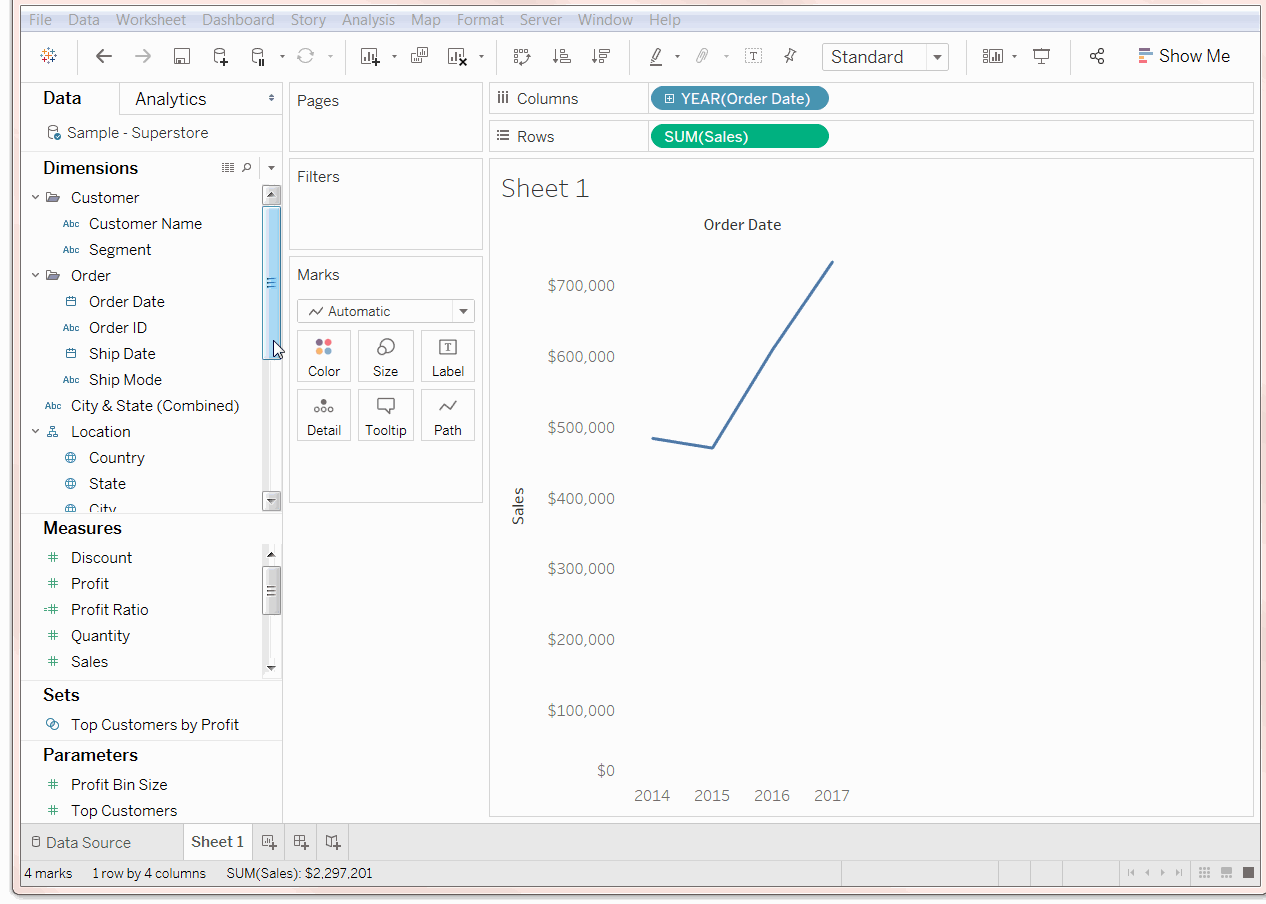 File Data Worksheet Dashboard Story Analysis Map Format Server Window Help
Standard
Show Me
Data
Analytics
Sample - Superstore
Dimensions
Customer
Abc Customer Name
Abc Segment
Order
Order Date
Abc Order ID
Ship Date
Abc Ship Mode
Abc City & State (Combined)
Location
Country
State
City
Measures
# Discount
# Profit
=# Profit Ratio
# Quantity
# Sales
Sets
Top Customers by Profit
Parameters
# Profit Bin Size
# Top Customers
Pages
Filters
Marks
Automatic
Color Size T Label
Detail Tooltip Path
Columns YEAR(Order Date)
Rows SUM(Sales)
Sheet 1
Order Date
Sales
$700,000
$600,000
$500,000
$400,000
$300,000
$200,000
$100,000
$0
2014 2015 2016 2017
Data Source Sheet 1
4 marks 1 row by 4 columns SUM(Sales): $2,297,201